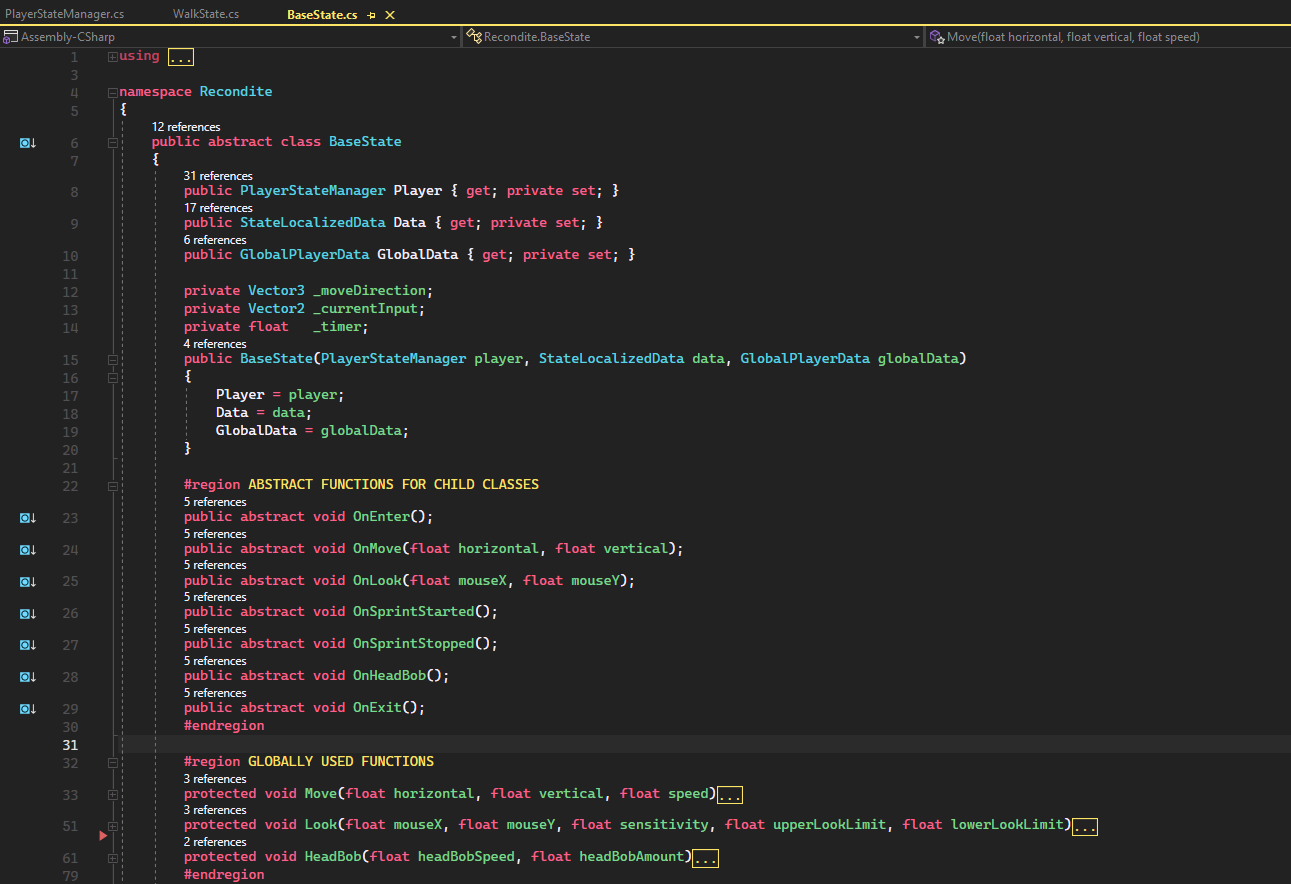 PlayerStateManager.cs WalkState.cs BaseState.cs
Assembly-CSharp Recondite.BaseState Move(float horizontal, float vertical, float speed)
1 using ...
3
4 namespace Recondite
5 {
12 references
6 public abstract class BaseState
7 {
31 references
8 public PlayerStateManager Player { get; private set; }
17 references
9 public StateLocalizedData Data { get; private set; }
6 references
10 public GlobalPlayerData GlobalData { get; private set; }
11
12 private Vector3 _moveDirection;
13 private Vector2 _currentInput;
14 private float _timer;
4 references
15 public BaseState(PlayerStateManager player, StateLocalizedData data, GlobalPlayerData globalData)
16 {
17 Player = player;
18 Data = data;
19 GlobalData = globalData;
20 }
21
22 #region ABSTRACT FUNCTIONS FOR CHILD CLASSES
5 references
23 public abstract void OnEnter();
5 references
24 public abstract void OnMove(float horizontal, float vertical);
5 references
25 public abstract void OnLook(float mouseX, float mouseY);
5 references
26 public abstract void OnSprintStarted();
5 references
27 public abstract void OnSprintStopped();
5 references
28 public abstract void OnHeadBob();
5 references
29 public abstract void OnExit();
30 #endregion
31
32 #region GLOBALLY USED FUNCTIONS
3 references
33 protected void Move(float horizontal, float vertical, float speed)...
3 references
51 protected void Look(float mouseX, float mouseY, float sensitivity, float upperLookLimit, float lowerLookLimit)...
2 references
61 protected void HeadBob(float headBobSpeed, float headBobAmount)...
79 #endregion